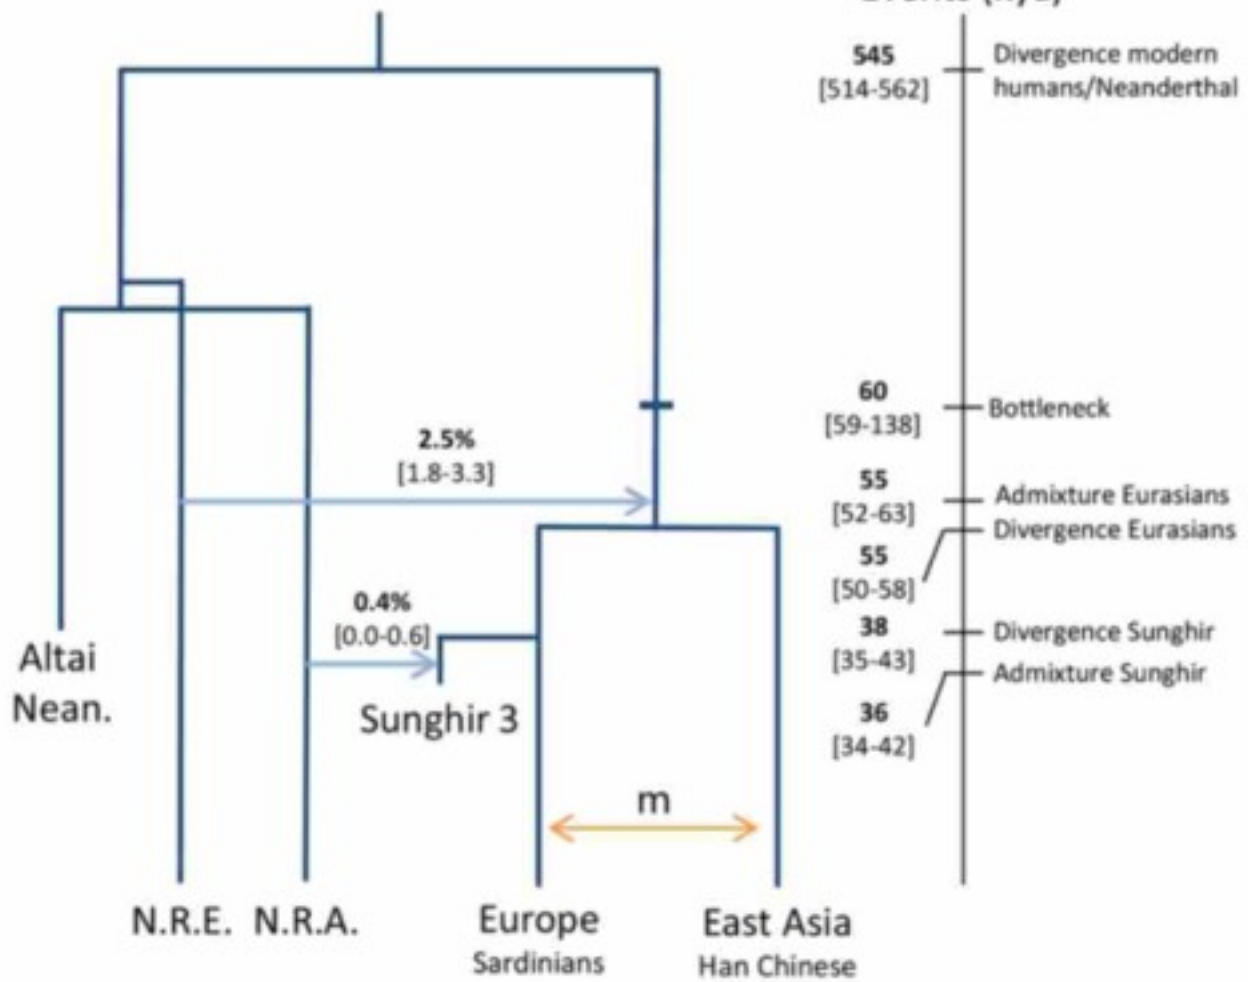 545
[514-562]
Divergence modern
humans/Neanderthal
60
[59-138]
Bottleneck
2.5%
[1.8-3.3]
55
[52-63]
Admixture Eurasians
Divergence Eurasians
55
[50-58]
0.4%
[0.0-0.6]
38
[35-43]
Divergence Sunghir
Admixture Sunghir
36
[34-42]
Altai
Nean.
Sunghir 3
m
N.R.E.
N.R.A.
Europe
Sardinians
East Asia
Han Chinese